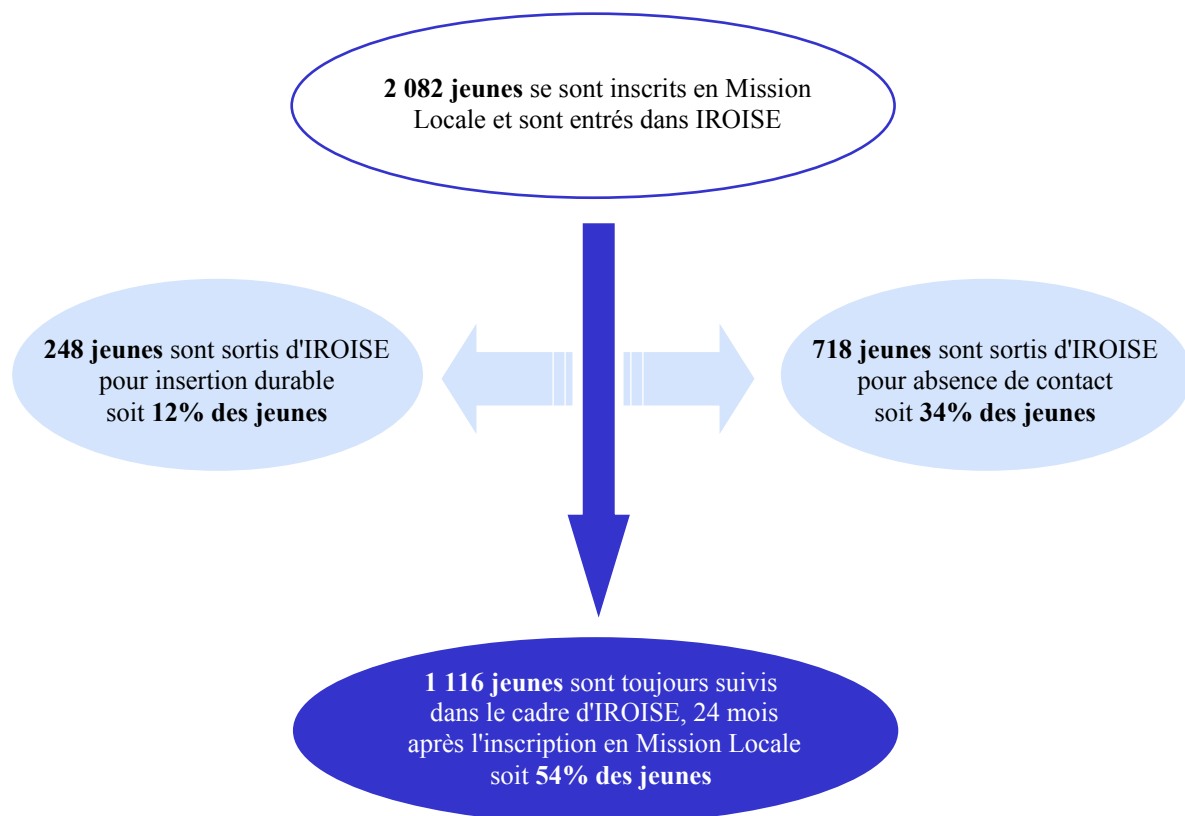 2 082 jeunes se sont inscrits en Mission
Locale et sont entrés dans IROISE
248 jeunes sont sortis d'IROISE
pour insertion durable
soit 12% des jeunes
718 jeunes sont sortis d'IROISE
pour absence de contact
soit 34% des jeunes
1 116 jeunes sont toujours suivis
dans le cadre d'IROISE, 24 mois
après l'inscription en Mission Locale
soit 54% des jeunes